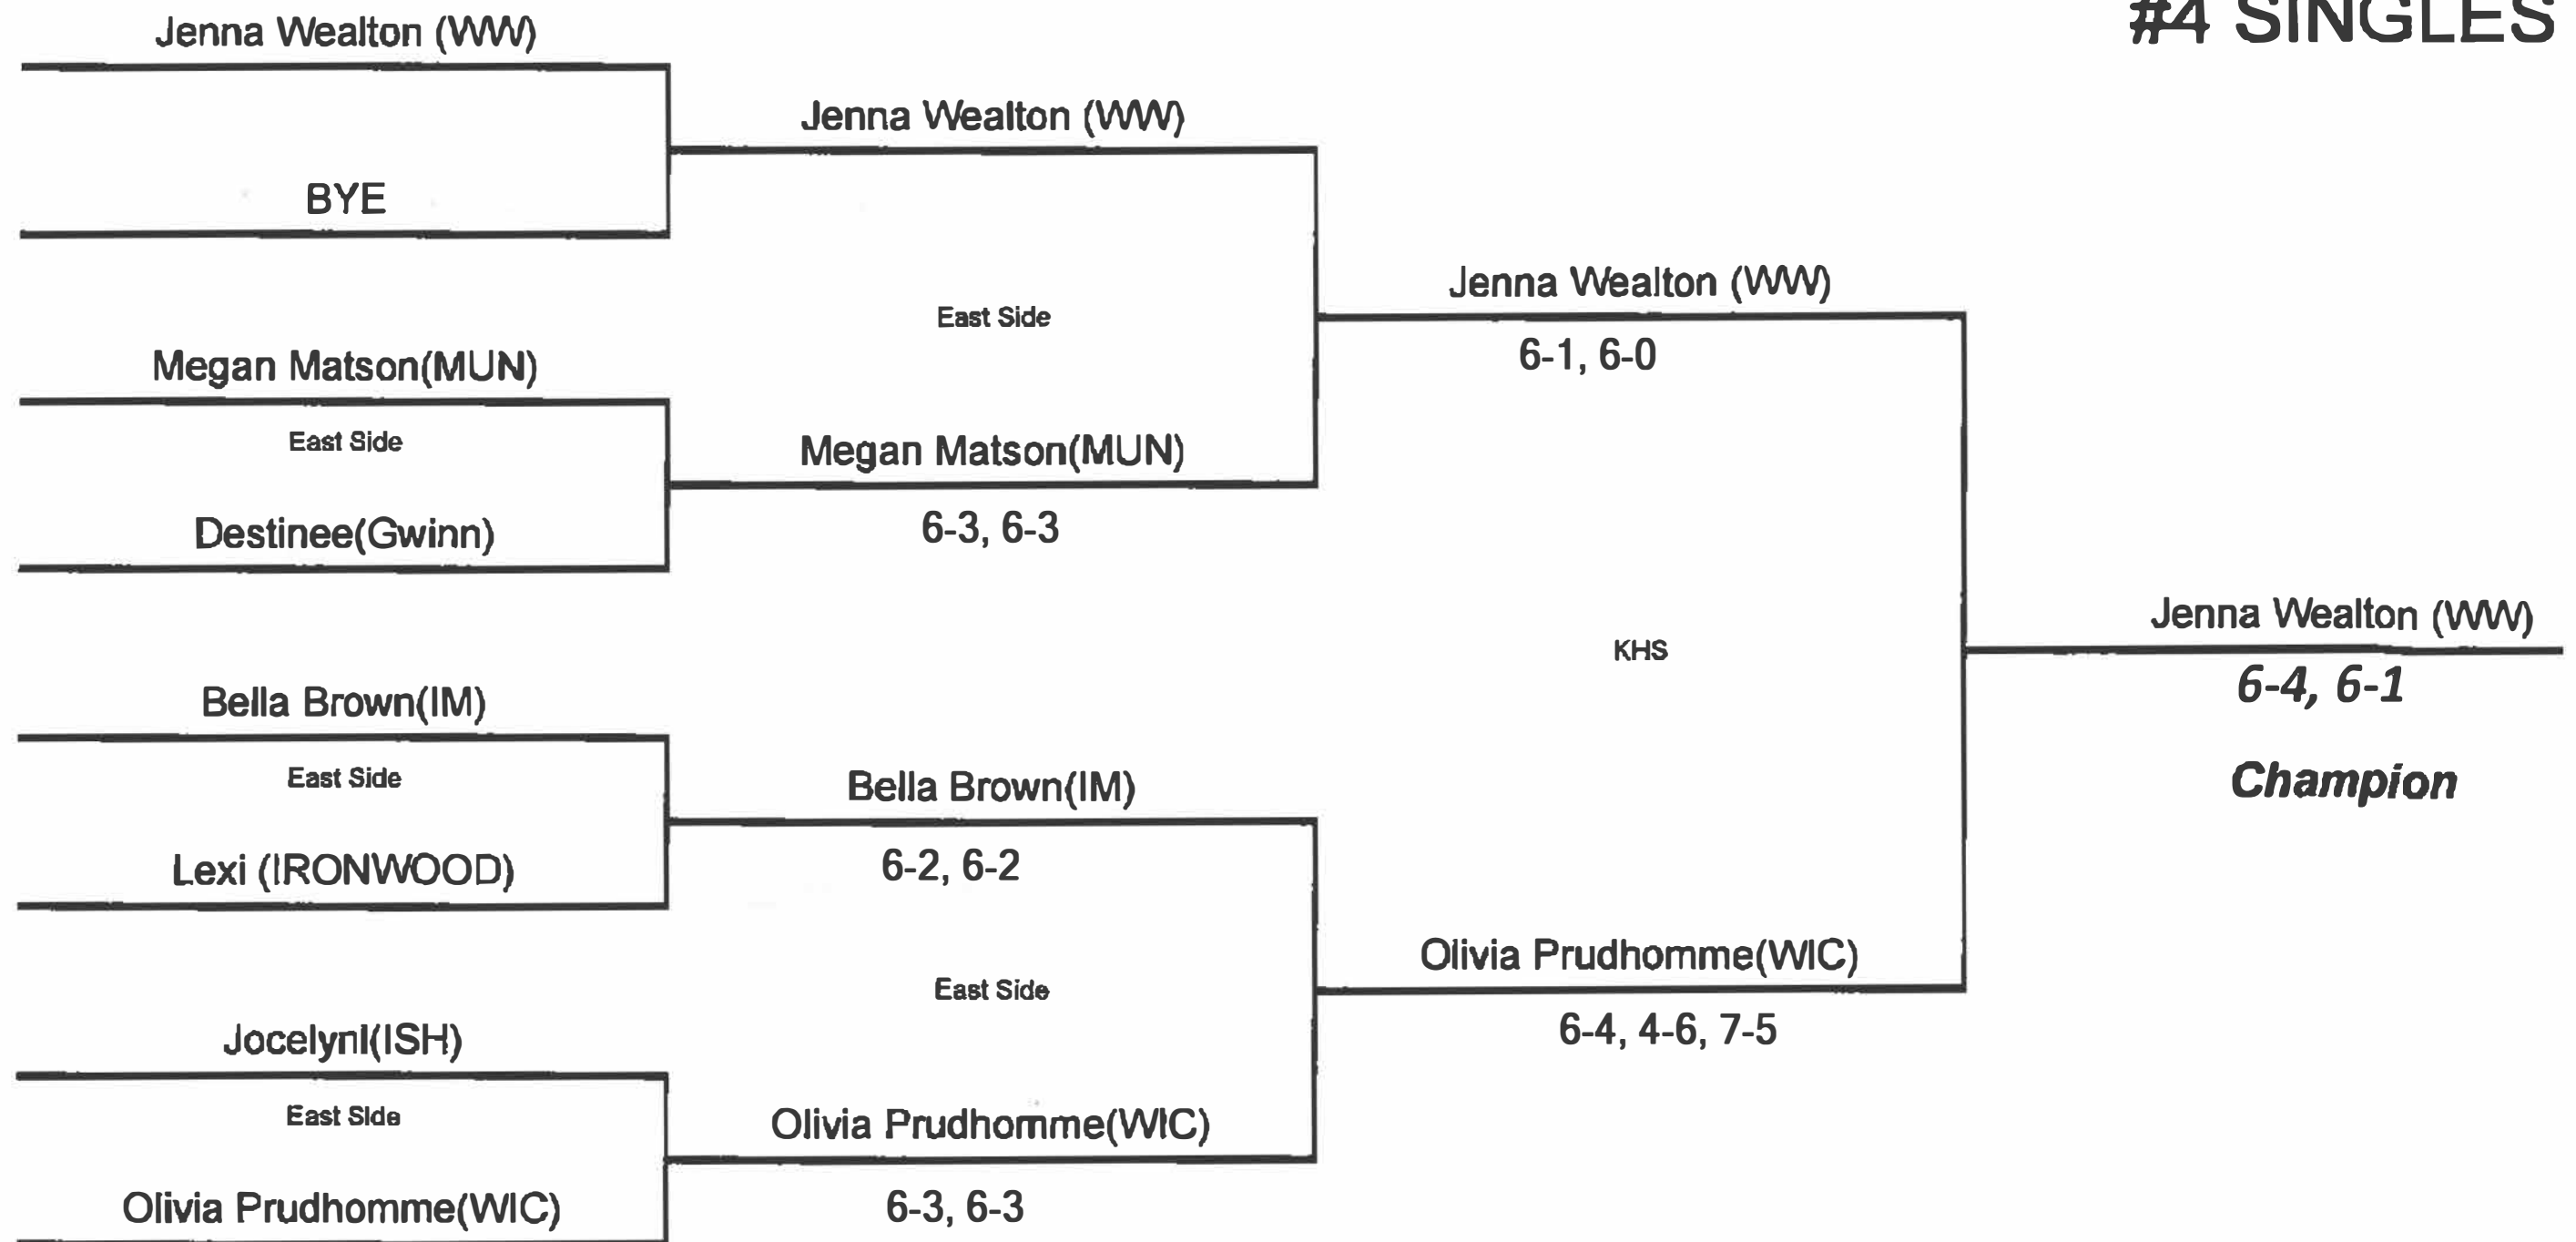 #4 SINGLES
Jenna Wealton (WW)
BYE
Megan Matson(MUN)
East Side
Destinee(Gwinn)
Bella Brown(IM)
East Side
Lexi (IRONWOOD)
Jocelynl(ISH)
East Side
Olivia Prudhomme(WIC)
Jenna Wealton (WW)
East Side
Megan Matson(MUN)
6-3, 6-3
Bella Brown(IM)
6-2, 6-2
East Side
Olivia Prudhomme(WIC)
6-3, 6-3
Jenna Wealton (WW)
6-1, 6-0
KHS
Olivia Prudhomme(WIC)
6-4, 4-6, 7-5
Jenna Wealton (WW)
6-4, 6-1
Champion